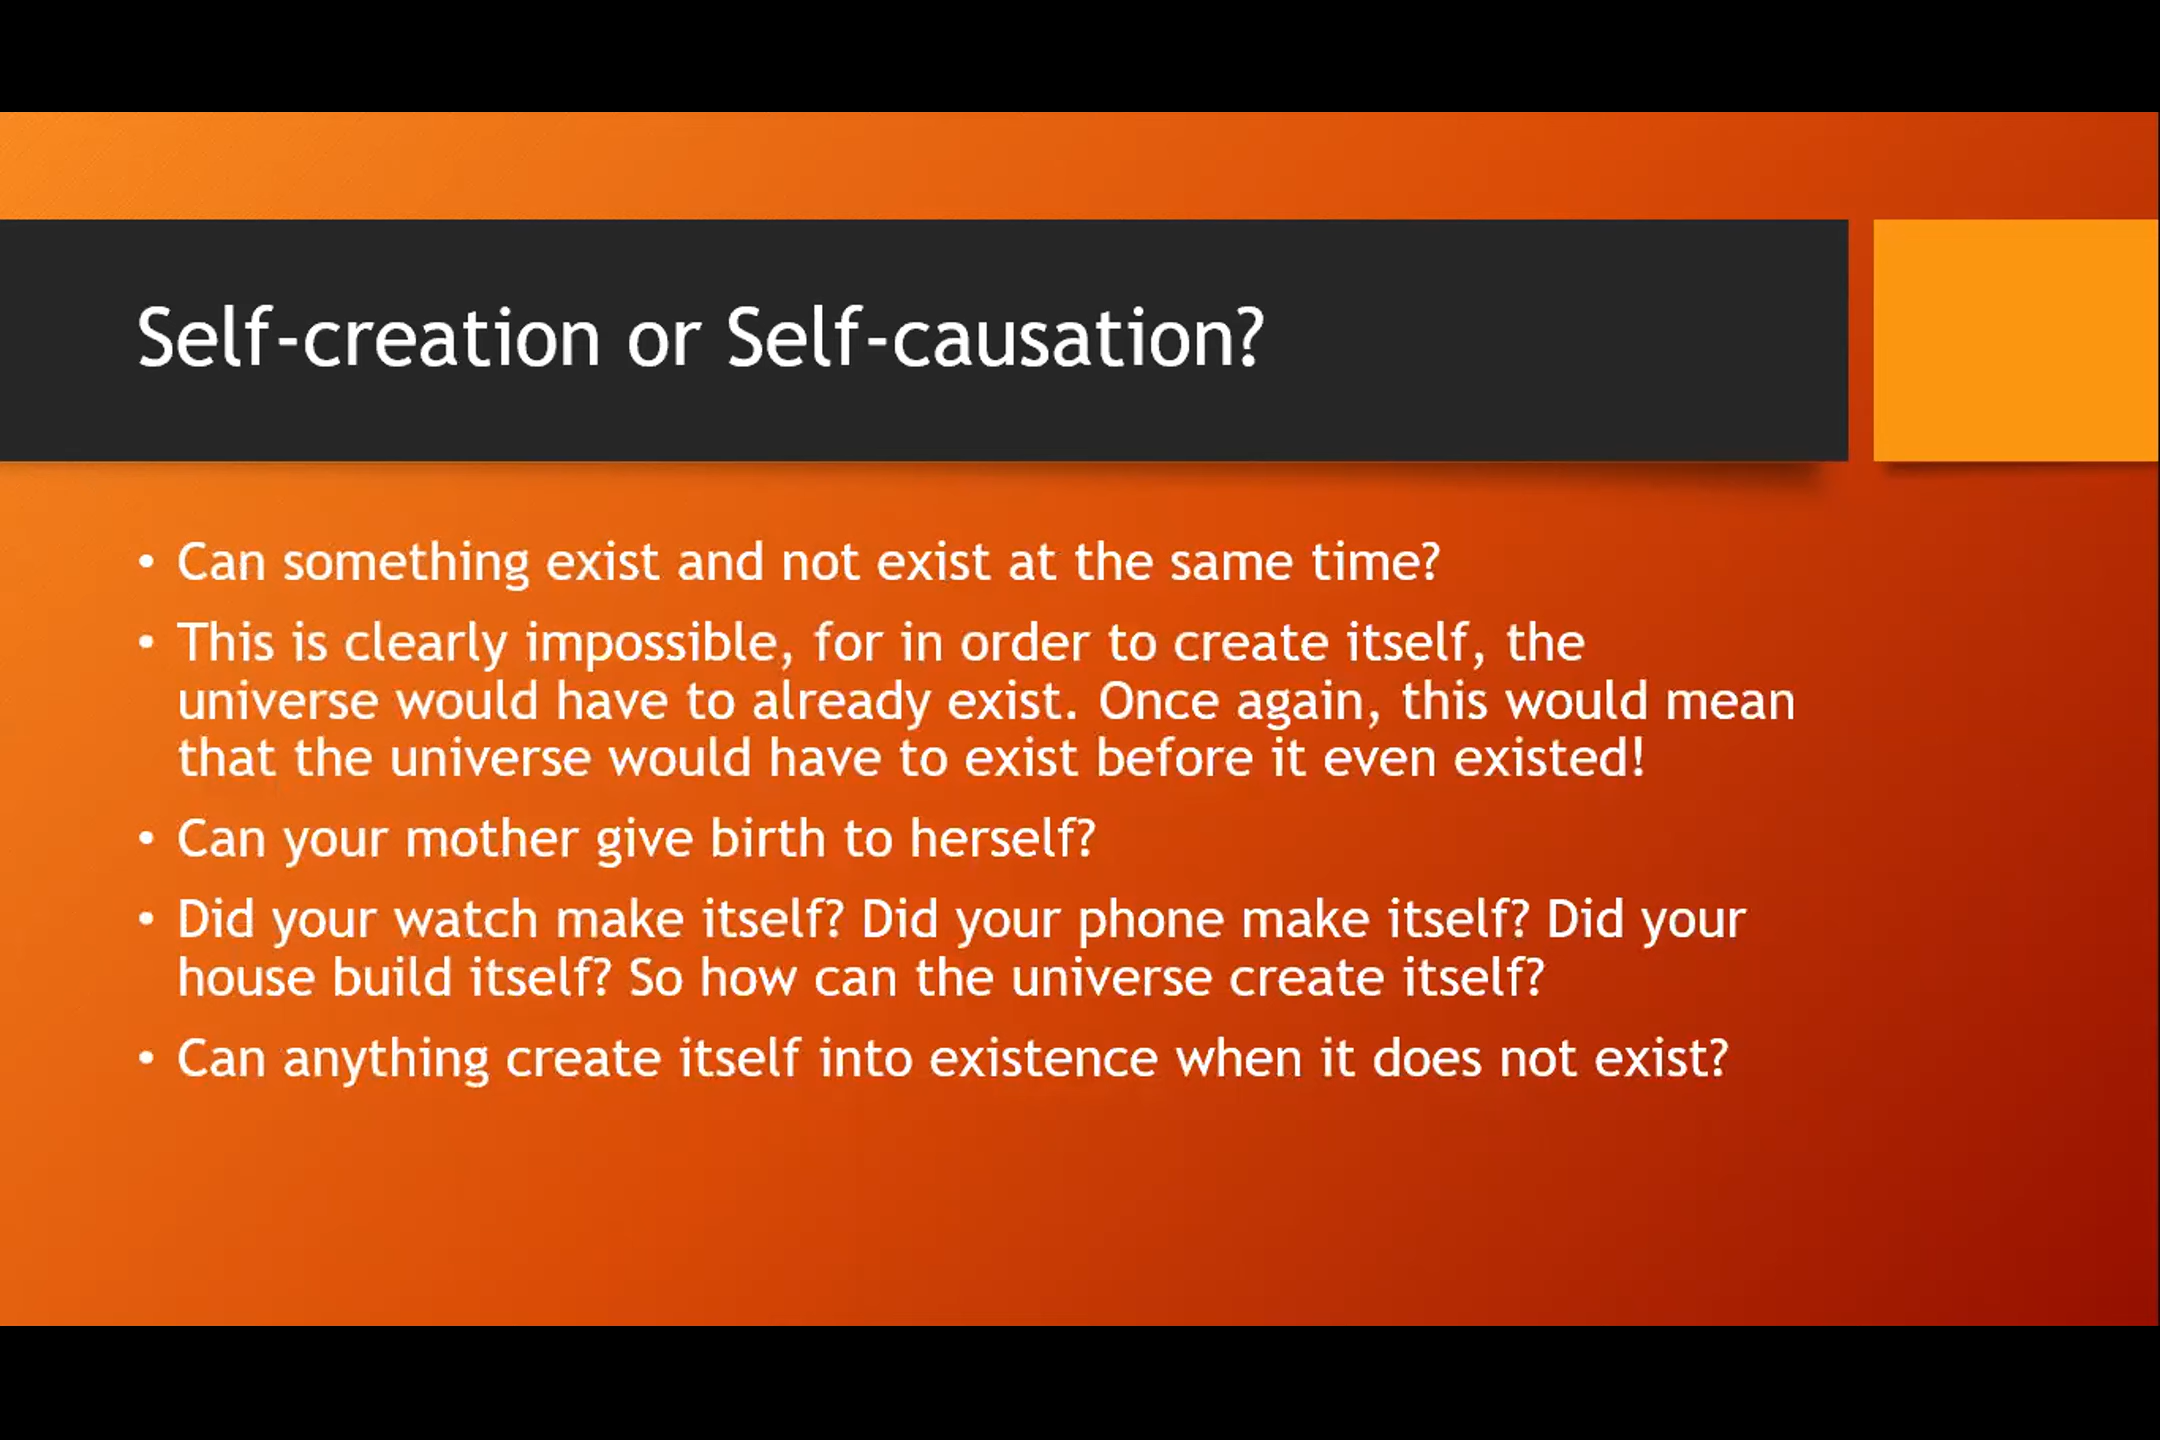 Self-creation or Self-causation?
• Can something exist and not exist at the same time?
• This is clearly impossible, for in order to create itself, the
universe would have to already exist. Once again, this would mean
that the universe would have to exist before it even existed!
• Can your mother give birth to herself?
• Did your watch make itself? Did your phone make itself? Did your
house build itself? So how can the universe create itself?
• Can anything create itself into existence when it does not exist?